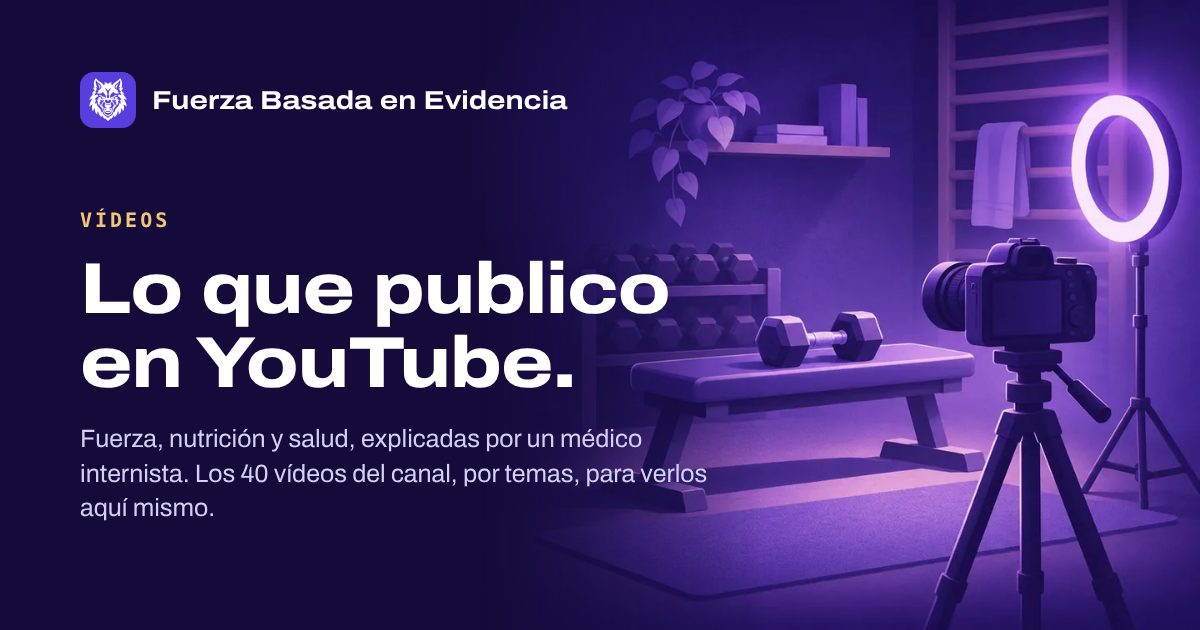 Fuerza Basada en Evidencia
VÍDEOS
Lo que publico
en YouTube.
Fuerza, nutrición y salud, explicadas por un médico
internista. Los 40 vídeos del canal, por temas, para verlos
aquí mismo.